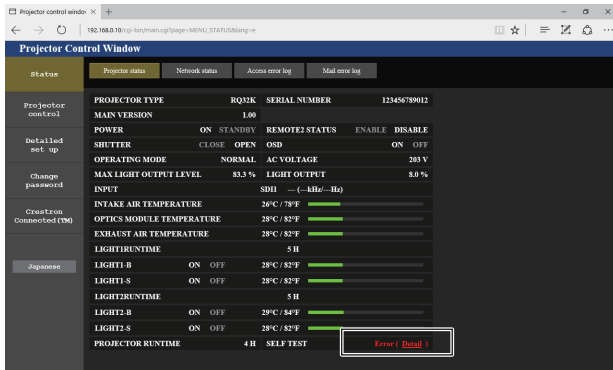 Projector control window
192.168.0.10/cgi-bin/main.cgi?page=MENU_STATUS&lang=e
Projector Control Window
Status
Projector control
Detailed set up
Change password
Crestron Connected(TM)
Japanese
Projector status Network status Access error log Mail error log
PROJECTOR TYPE RQ32K SERIAL NUMBER 123456789012
MAIN VERSION 1.00
POWER ON STANDBY REMOTE2 STATUS ENABLE DISABLE
SHUTTER CLOSE OPEN OSD ON OFF
OPERATING MODE NORMAL AC VOLTAGE 203 V
MAX LIGHT OUTPUT LEVEL 83.3 % LIGHT OUTPUT 8.0 %
INPUT SDI1 --- (---kHz/---Hz)
INTAKE AIR TEMPERATURE 26°C / 78°F
OPTICS MODULE TEMPERATURE 28°C / 82°F
EXHAUST AIR TEMPERATURE 28°C / 82°F
LIGHT1RUNTIME 5 H
LIGHT1-B ON OFF 28°C / 82°F
LIGHT1-S ON OFF 28°C / 82°F
LIGHT2RUNTIME 5 H
LIGHT2-B ON OFF 29°C / 84°F
LIGHT2-S ON OFF 28°C / 82°F
PROJECTOR RUNTIME 4 H SELF TEST Error ( Detail )